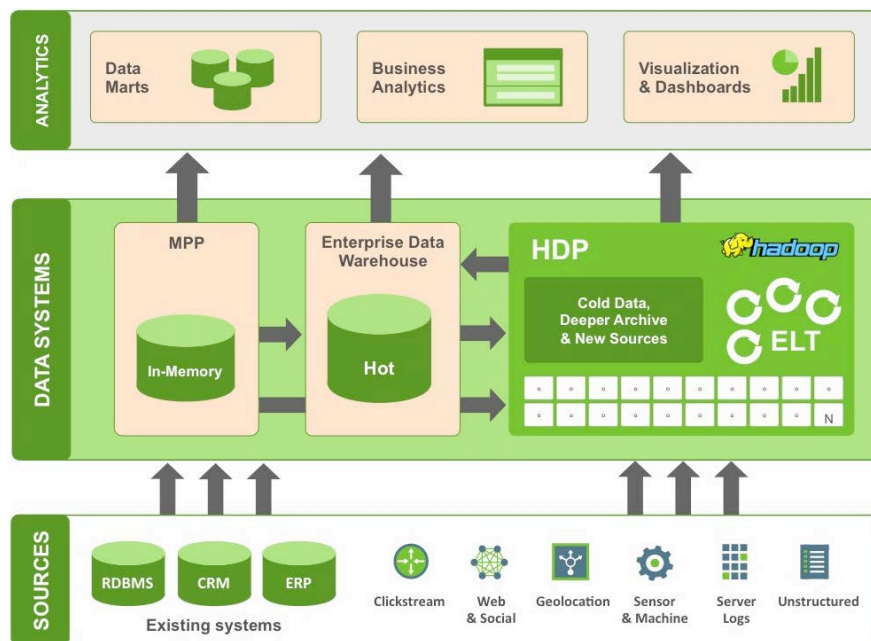 ANALYTICS
Data
Marts
Business
Analytics
Visualization
& Dashboards
DATA SYSTEMS
MPP
In-Memory
Enterprise Data
Warehouse
Hot
HDP
hadoop
Cold Data,
Deeper Archive
& New Sources
ELT
N
SOURCES
RDBMS
CRM
ERP
Existing systems
Clickstream
Web
& Social
Geolocation
Sensor
& Machine
Server
Logs
Unstructured